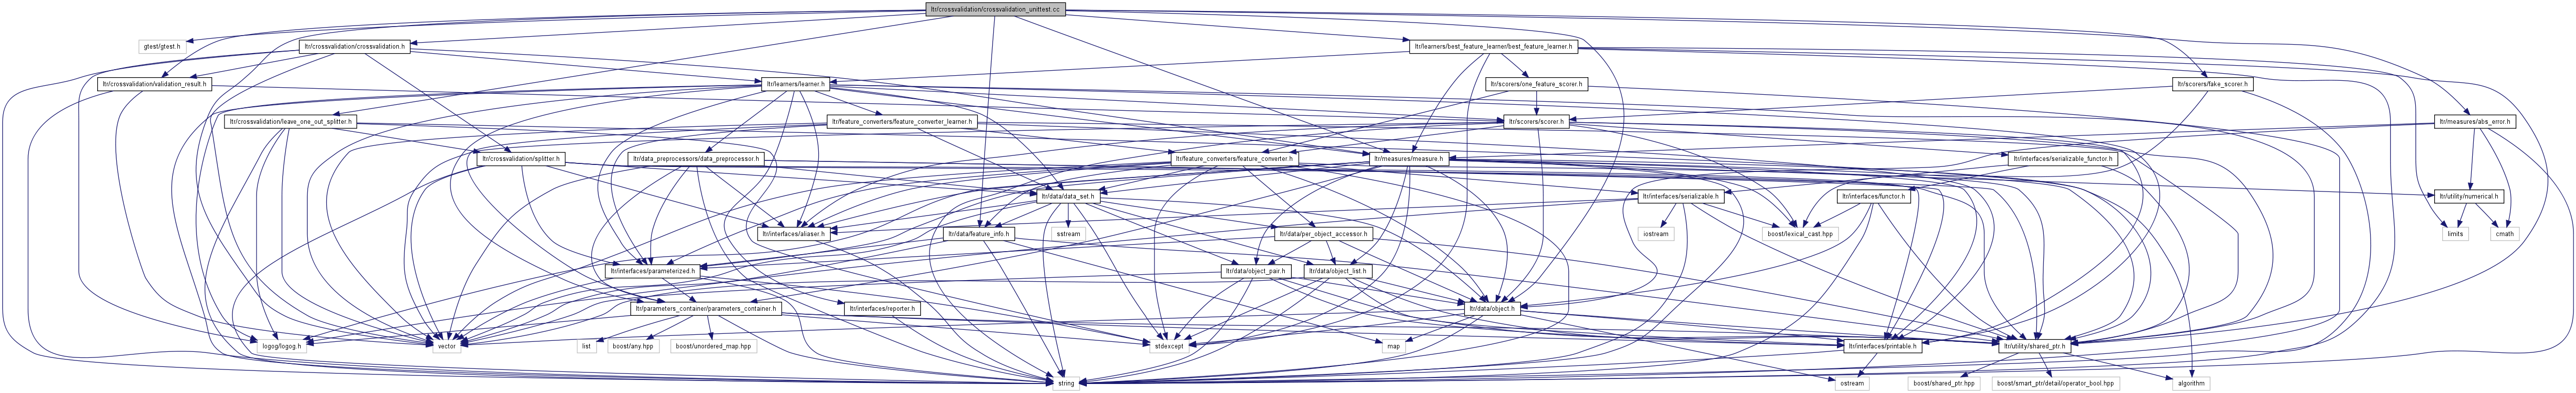 ltr/crossvalidation/crossvalidation_unittest.cc
gtest/gtest.h
ltr/crossvalidation/crossvalidation.h
ltr/learners/best_feature_learner/best_feature_learner.h
ltr/crossvalidation/validation_result.h
ltr/learners/learner.h
ltr/scorers/one_feature_scorer.h
ltr/scorers/fake_scorer.h
ltr/crossvalidation/leave_one_out_splitter.h
ltr/feature_converters/feature_converter_learner.h
ltr/scorers/scorer.h
ltr/measures/abs_error.h
ltr/crossvalidation/splitter.h
ltr/data_preprocessors/data_preprocessor.h
ltr/feature_converters/feature_converter.h
ltr/measures/measure.h
ltr/interfaces/serializable_functor.h
ltr/data/data_set.h
ltr/interfaces/serializable.h
ltr/interfaces/functor.h
ltr/utility/numerical.h
ltr/interfaces/aliaser.h
sstream
ltr/data/feature_info.h
ltr/data/per_object_accessor.h
iostream
boost/lexical_cast.hpp
limits
cmath
ltr/interfaces/parameterized.h
ltr/data/object_pair.h
ltr/data/object_list.h
ltr/parameters_container/parameters_container.h
ltr/interfaces/reporter.h
ltr/data/object.h
logog/logog.h
vector
list
boost/any.hpp
boost/unordered_map.hpp
stdexcept
map
ltr/interfaces/printable.h
ltr/utility/shared_ptr.h
string
ostream
boost/shared_ptr.hpp
boost/smart_ptr/detail/operator_bool.hpp
algorithm